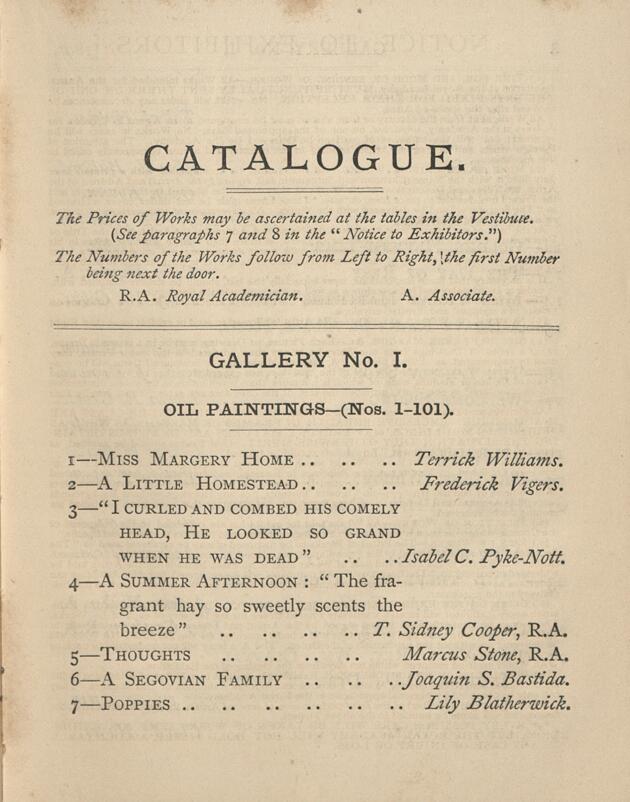 CATALOGUE.
The Prices of Works may be ascertained at the tables in the Vestibule.
(See paragraphs 7 and 8 in the "Notice to Exhibitors.")
The Numbers of the Works follow from Left to Right, the first Number
being next the door.
R.A. Royal Academician. A. Associate.
GALLERY No. I.
OIL PAINTINGS—(Nos. 1-101).
1—Miss Margery Home .. .. .. Terrick Williams.
2—A Little Homestead .. .. .. Frederick Vigers.
3—"I curled and combed his comely
head, He looked so grand
when he was dead" .. .. Isabel C. Pyke-Nott.
4—A Summer Afternoon : "The fra-
grant hay so sweetly scents the
breeze" .. .. .. .. T. Sidney Cooper, R.A.
5—Thoughts .. .. .. .. Marcus Stone, R.A.
6—A Segovian Family .. .. .. Joaquin S. Bastida.
7—Poppies .. .. .. .. .. .. Lily Blatherwick.